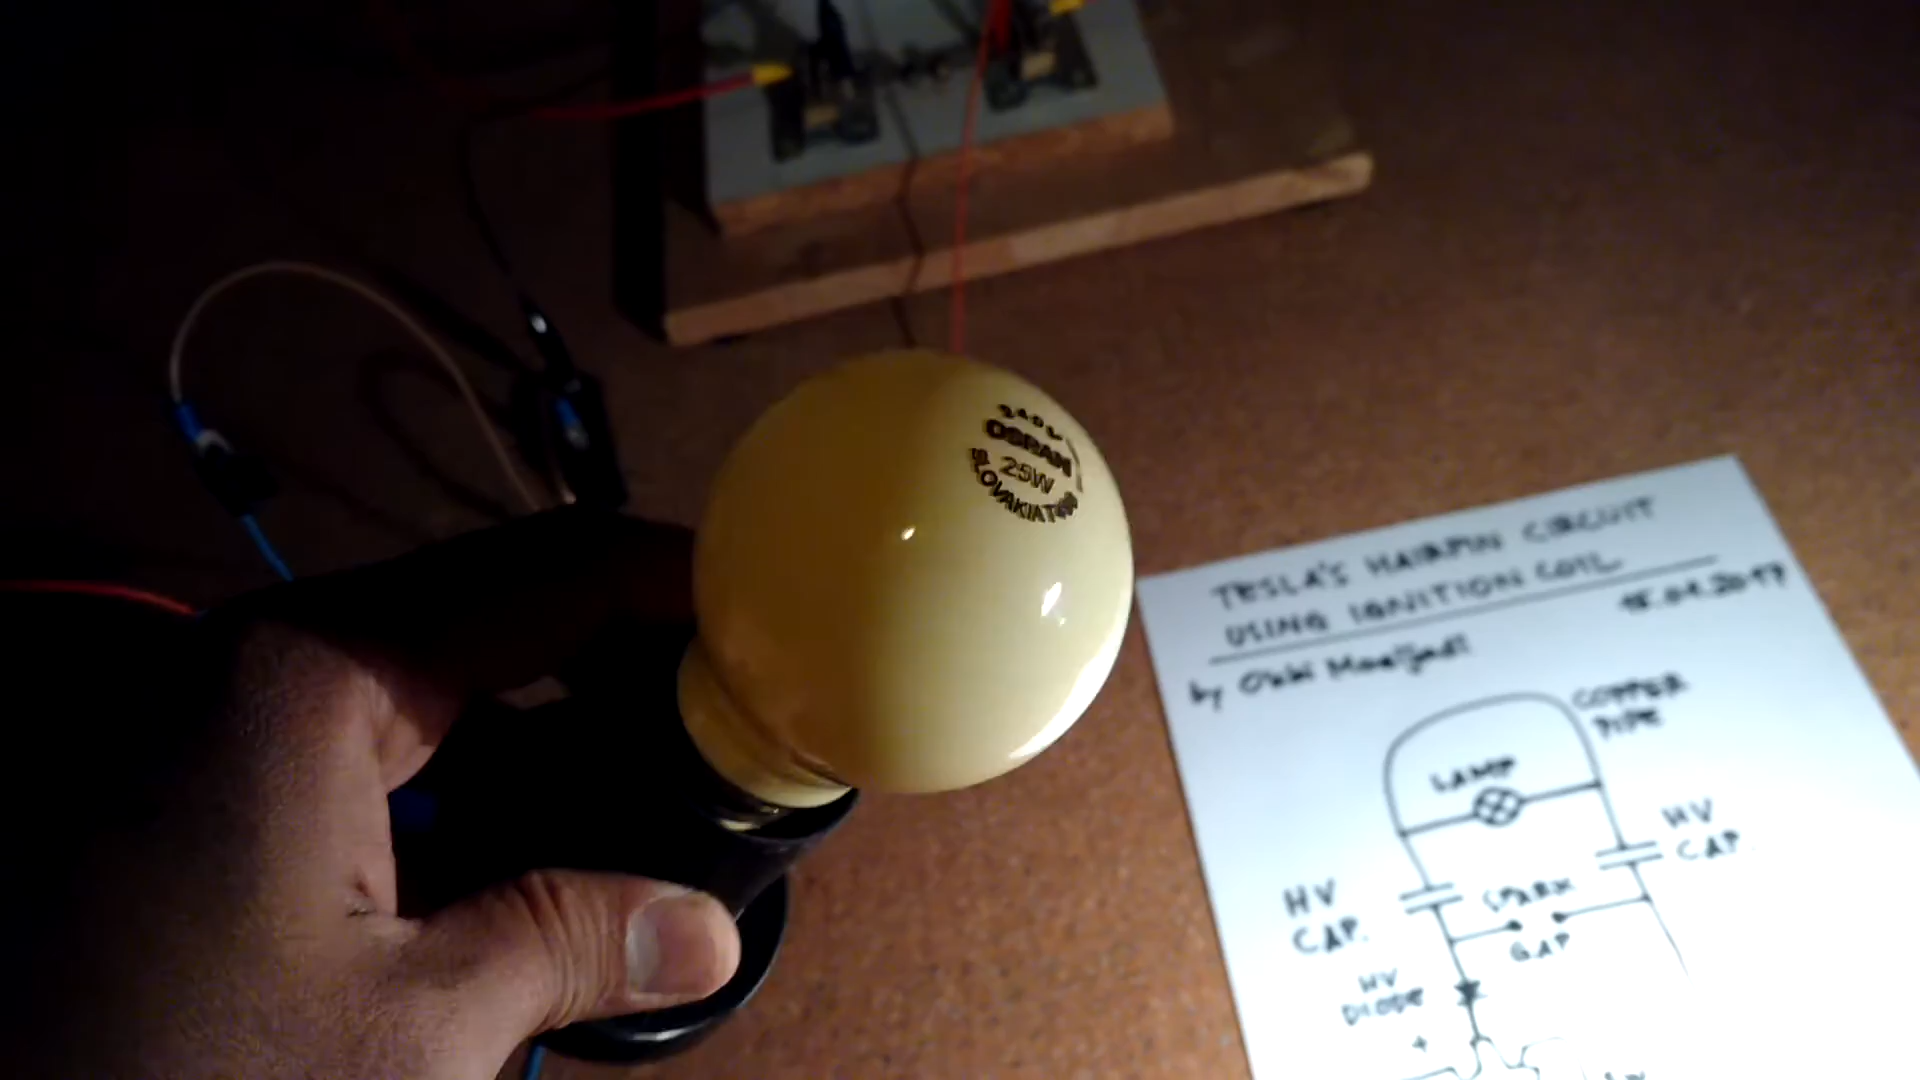 OSRAM
25W
TESLA'S HAIRPIN CIRCUIT
USING IGNITION COIL
by
COPPER
PIPE
LAMP
HV
CAP.
HV
CAP.
SPARK
GAP
HV
DIODE
+